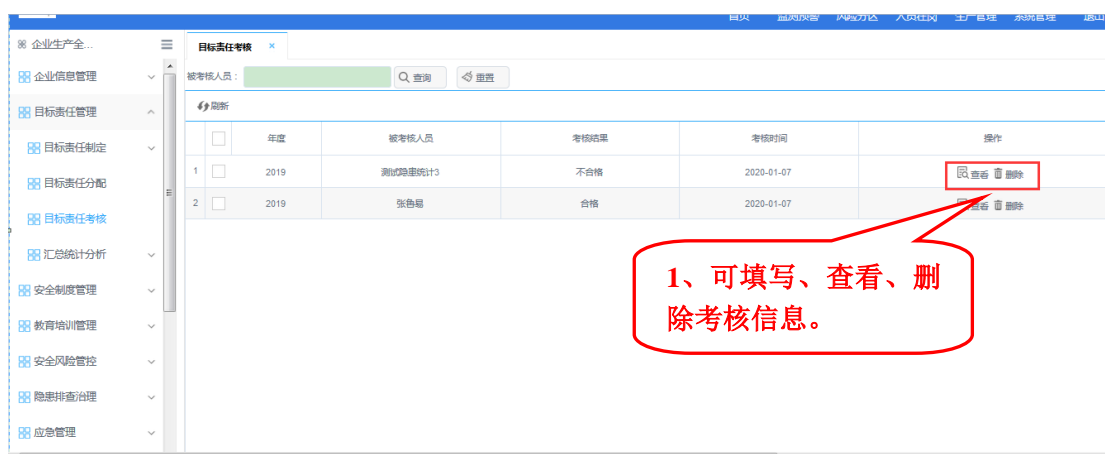 首页 监测预警 风险分区 人员在岗 生产管理 系统管理 退出
企业生产全...
目标责任考核 ×
企业信息管理
被考核人员: 查询 重置
目标责任管理
刷新
年度 被考核人员 考核结果 考核时间 操作
目标责任制定
1 2019 测试隐患统计3 不合格 2020-01-07 查看 删除
目标责任分配
2 2019 张鲁易 合格 2020-01-07 查看 删除
目标责任考核
汇总统计分析
1、可填写、查看、删
除考核信息。
安全制度管理
教育培训管理
安全风险管控
隐患排查治理
应急管理